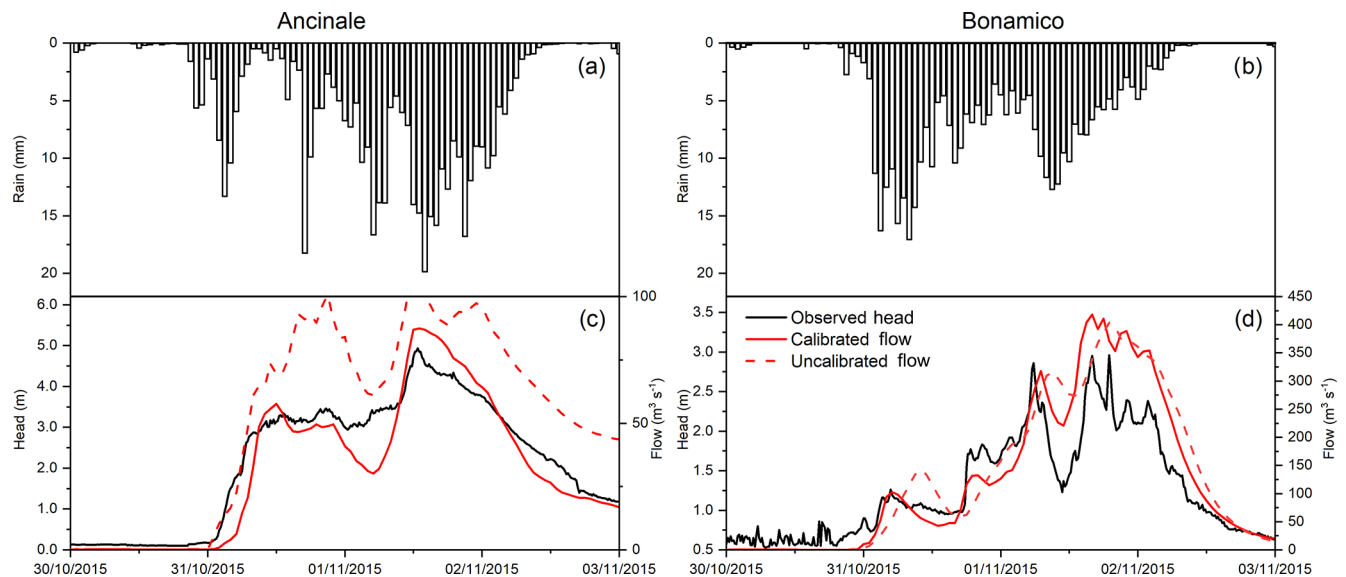 Ancinale
Bonamico
0
5
10
15
20
Rain (mm)
(a)
0
5
10
15
20
Rain (mm)
(b)
6.0
5.0
4.0
3.0
2.0
1.0
0.0
Head (m)
(c)
100
50
0
Flow (m³ s⁻¹)
30/10/2015 31/10/2015 01/11/2015 02/11/2015 03/11/2015
3.5
3.0
2.5
2.0
1.5
1.0
0.5
Head (m)
Observed head
Calibrated flow
Uncalibrated flow
(d)
450
400
350
300
250
200
150
100
50
0
Flow (m³ s⁻¹)
30/10/2015 31/10/2015 01/11/2015 02/11/2015 03/11/2015